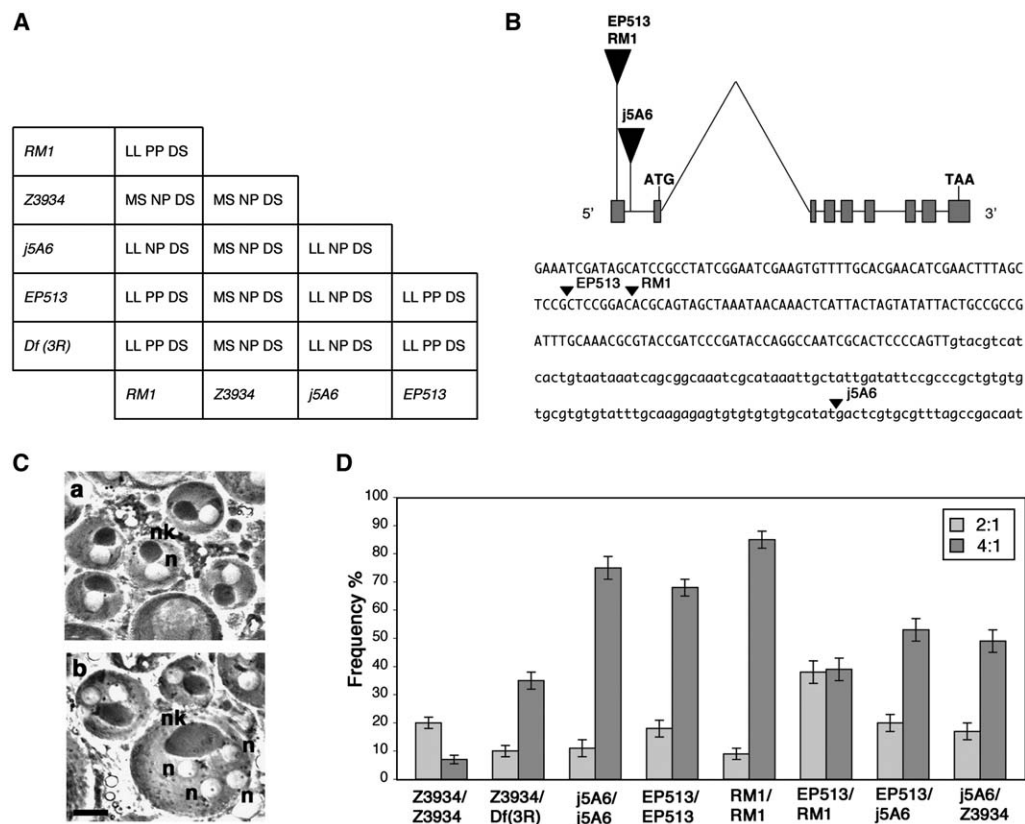 A
RM1 LL PP DS
Z3934 MS NP DS MS NP DS
j5A6 LL NP DS MS NP DS LL NP DS
EP513 LL PP DS MS NP DS LL NP DS LL PP DS
Df (3R) LL PP DS MS NP DS LL NP DS LL PP DS
RM1 Z3934 j5A6 EP513
B
EP513
RM1
j5A6
ATG TAA
5' 3'
GAAATCGATAGCATCCGCCTATCGGAATCGAAGTGTTTTGCACGAACATCGAACTTTAGC
EP513 RM1
TCCGCTCCGGACACGCAGTAGCTAAATAACAAACTCATTACTAGTATATTACTGCCGCCG
ATTTGCAAACGCGTACCGATCCCGATACCAGGCCAATCGCACTCCCCAGTTgtacgtcat
cactgtaataaatcagcggcaaatcgcataaattgctattgatattccgcccgctgtgtg
j5A6
tgcgtgtgtatttgcaagagagtgtgtgtgtgcatatgactcgtgcgtttagccgacaat
C
a
nk
n
b
nk
n
n
n
n
D
Frequency %
100
90
80
70
60
50
40
30
20
10
0
2:1
4:1
Z3934/ Z3934/ j5A6/ EP513/ RM1/ EP513/ EP513/ j5A6/
Z3934 Df(3R) j5A6 EP513 RM1 RM1 j5A6 Z3934